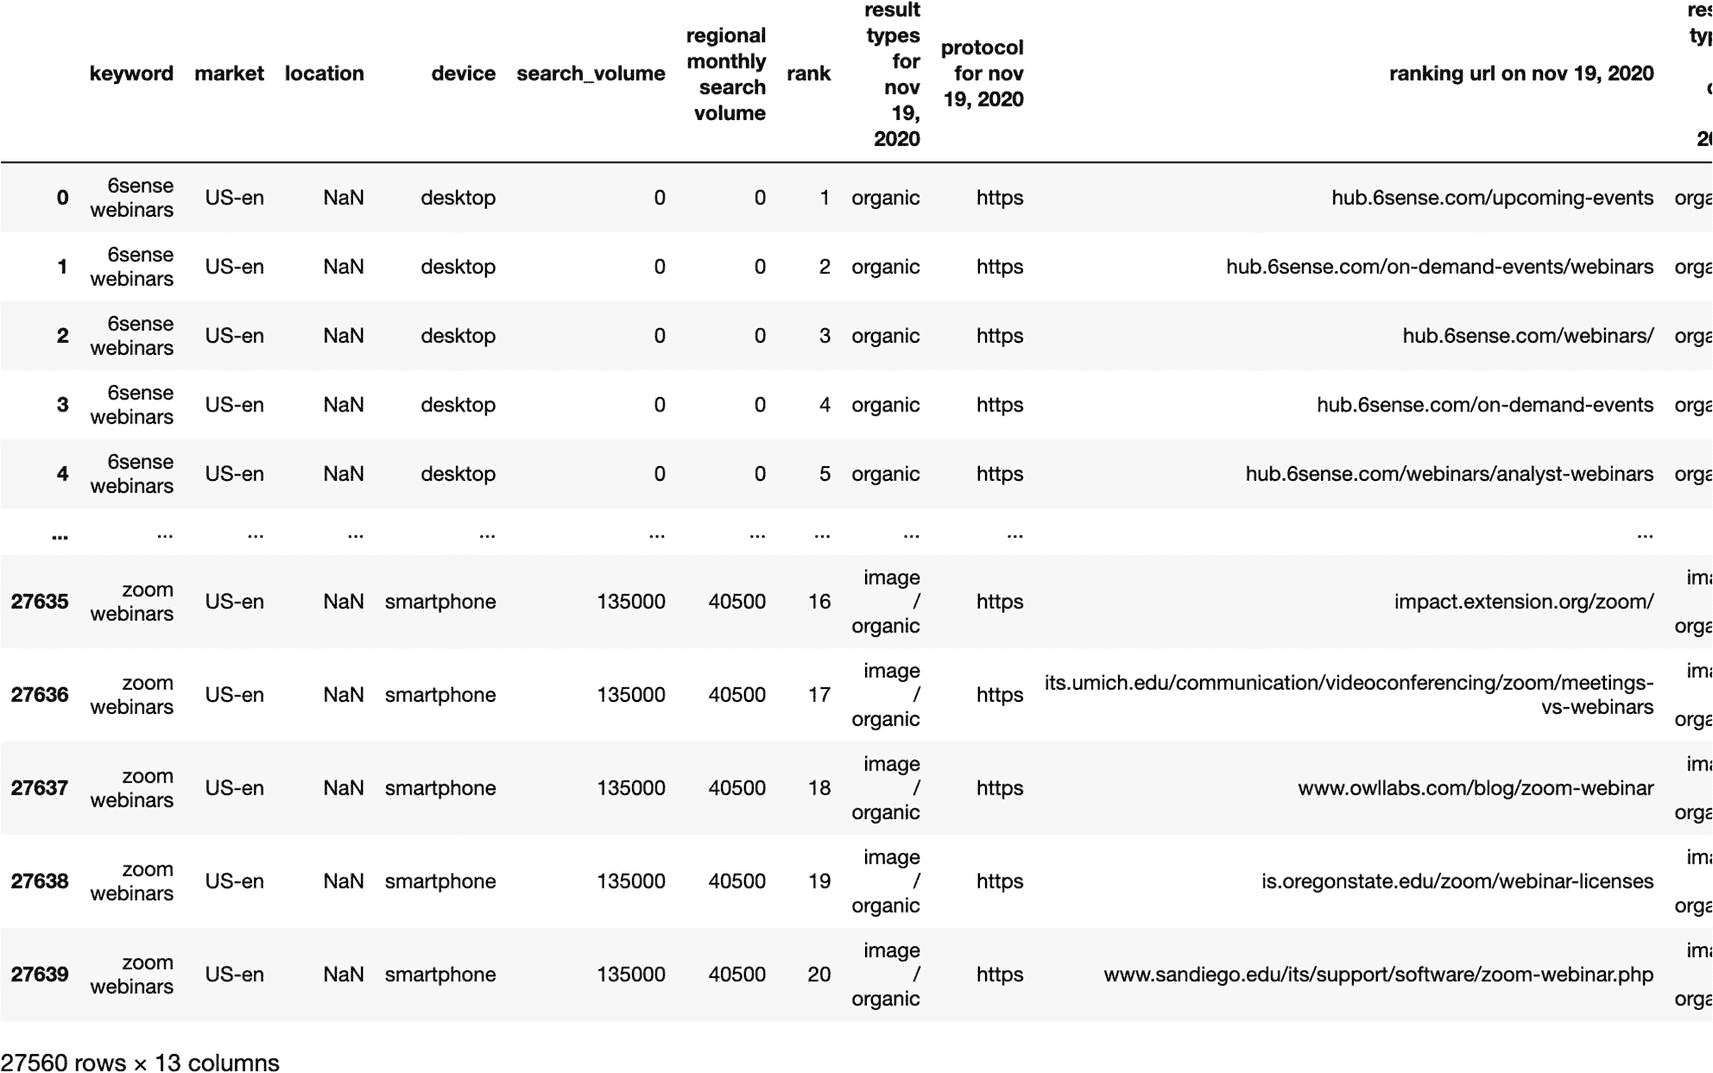 keyword market location device search_volume regional monthly search volume rank result types for nov 19, 2020 protocol for nov 19, 2020 ranking url on nov 19, 2020
0 6sense webinars US-en NaN desktop 0 0 1 organic https hub.6sense.com/upcoming-events
1 6sense webinars US-en NaN desktop 0 0 2 organic https hub.6sense.com/on-demand-events/webinars
2 6sense webinars US-en NaN desktop 0 0 3 organic https hub.6sense.com/webinars/
3 6sense webinars US-en NaN desktop 0 0 4 organic https hub.6sense.com/on-demand-events
4 6sense webinars US-en NaN desktop 0 0 5 organic https hub.6sense.com/webinars/analyst-webinars
... ... ... ... ... ... ... ... ... ... ...
27635 zoom webinars US-en NaN smartphone 135000 40500 16 image / organic https impact.extension.org/zoom/
27636 zoom webinars US-en NaN smartphone 135000 40500 17 image / organic https its.umich.edu/communication/videoconferencing/zoom/meetings-vs-webinars
27637 zoom webinars US-en NaN smartphone 135000 40500 18 image / organic https www.owllabs.com/blog/zoom-webinar
27638 zoom webinars US-en NaN smartphone 135000 40500 19 image / organic https is.oregonstate.edu/zoom/webinar-licenses
27639 zoom webinars US-en NaN smartphone 135000 40500 20 image / organic https www.sandiego.edu/its/support/software/zoom-webinar.php
27560 rows × 13 columns